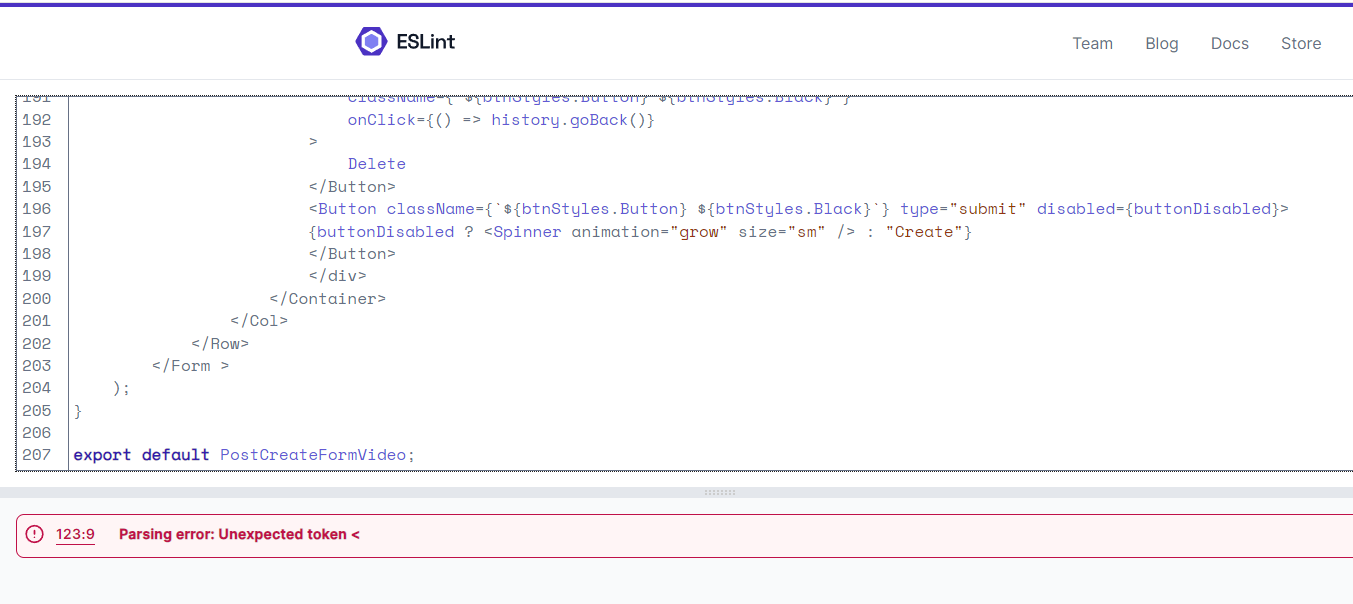 ESLint
Team Blog Docs Store
191 className={`${btnStyles.Button} ${btnStyles.Black}`}
192 onClick={() => history.goBack()}
193 >
194 Delete
195 </Button>
196 <Button className={`${btnStyles.Button} ${btnStyles.Black}`} type="submit" disabled={buttonDisabled}>
197 {buttonDisabled ? <Spinner animation="grow" size="sm" /> : "Create"}
198 </Button>
199 </div>
200 </Container>
201 </Col>
202 </Row>
203 </Form >
204 );
205 }
206
207 export default PostCreateFormVideo;
123:9 Parsing error: Unexpected token <